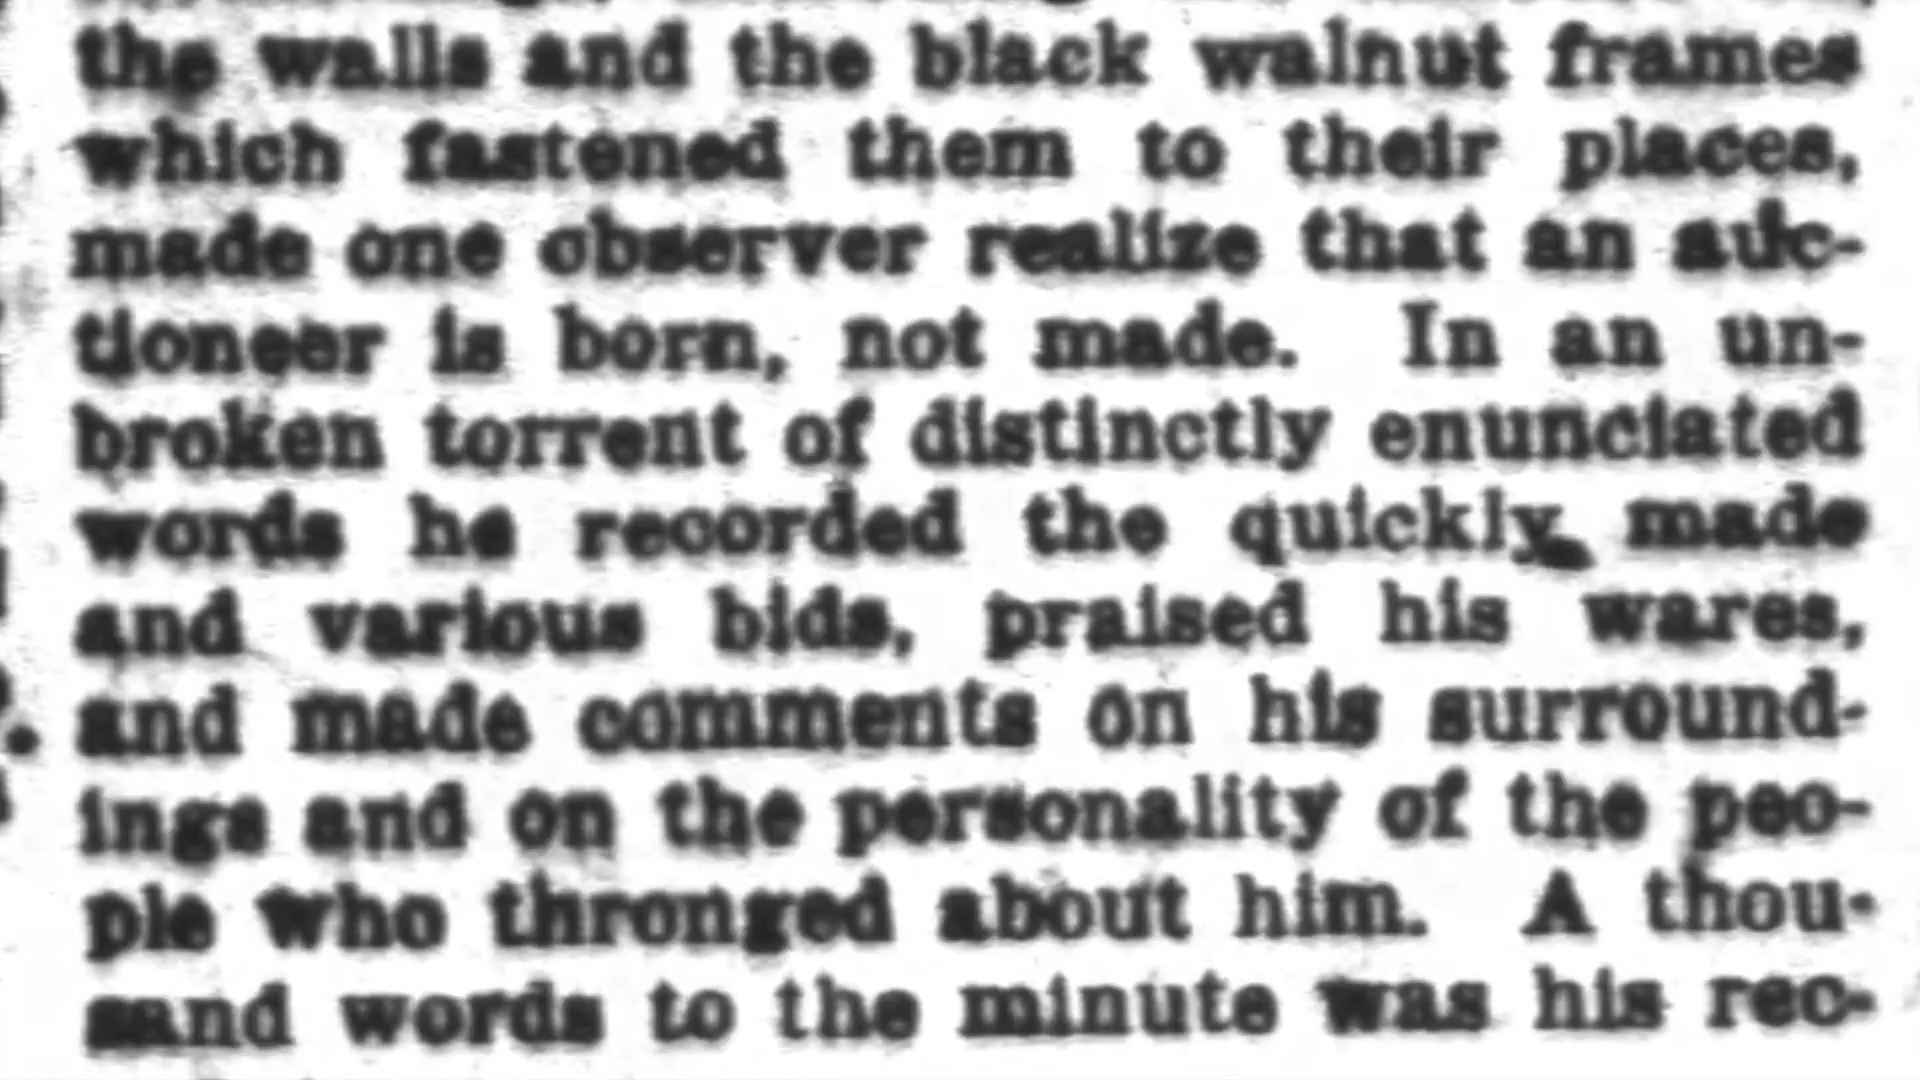 the walls and the black walnut frames
which fastened them to their places,
made one observer realize that an auc-
tioneer is born, not made. In an un-
broken torrent of distinctly enunciated
words he recorded the quickly made
and various bids, praised his wares,
and made comments on his surround-
ings and on the personality of the peo-
ple who thronged about him. A thou-
sand words to the minute was his rec-